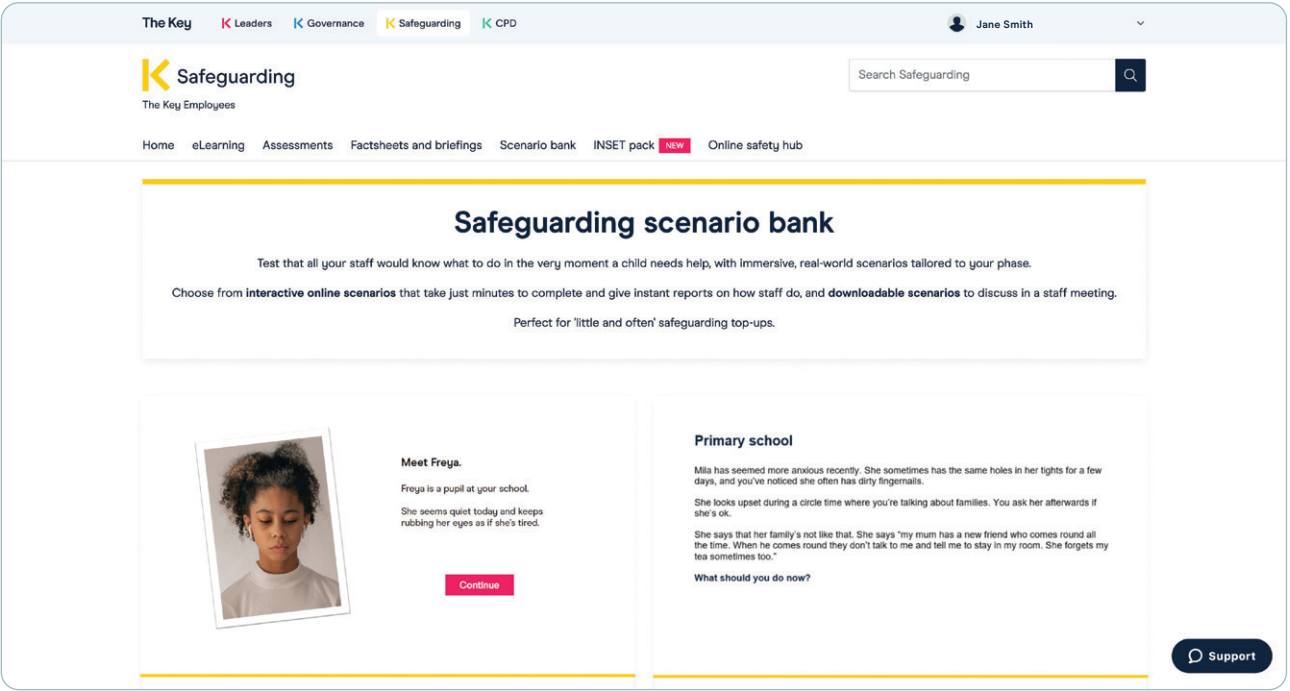 The Key
Leaders
Governance
Safeguarding
CPD
Jane Smith
Safeguarding
The Key Employees
Search Safeguarding
Home
eLearning
Assessments
Factsheets and briefings
Scenario bank
INSET pack
NEW
Online safety hub
Safeguarding scenario bank
Test that all your staff would know what to do in the very moment a child needs help, with immersive, real-world scenarios tailored to your phase.
Choose from interactive online scenarios that take just minutes to complete and give instant reports on how staff do, and downloadable scenarios to discuss in a staff meeting.
Perfect for 'little and often' safeguarding top-ups.
Meet Freya.
Freya is a pupil at your school.
She seems quiet today and keeps
rubbing her eyes as if she's tired.
Continue
Primary school
Mila has seemed more anxious recently. She sometimes has the same holes in her tights for a few
days, and you've noticed she often has dirty fingernails.
She looks upset during a circle time where you're talking about families. You ask her afterwards if
she's ok.
She says that her family's not like that. She says "my mum has a new friend who comes round all
the time. When he comes round they don't talk to me and tell me to stay in my room. She forgets my
tea sometimes too."
What should you do now?
Support